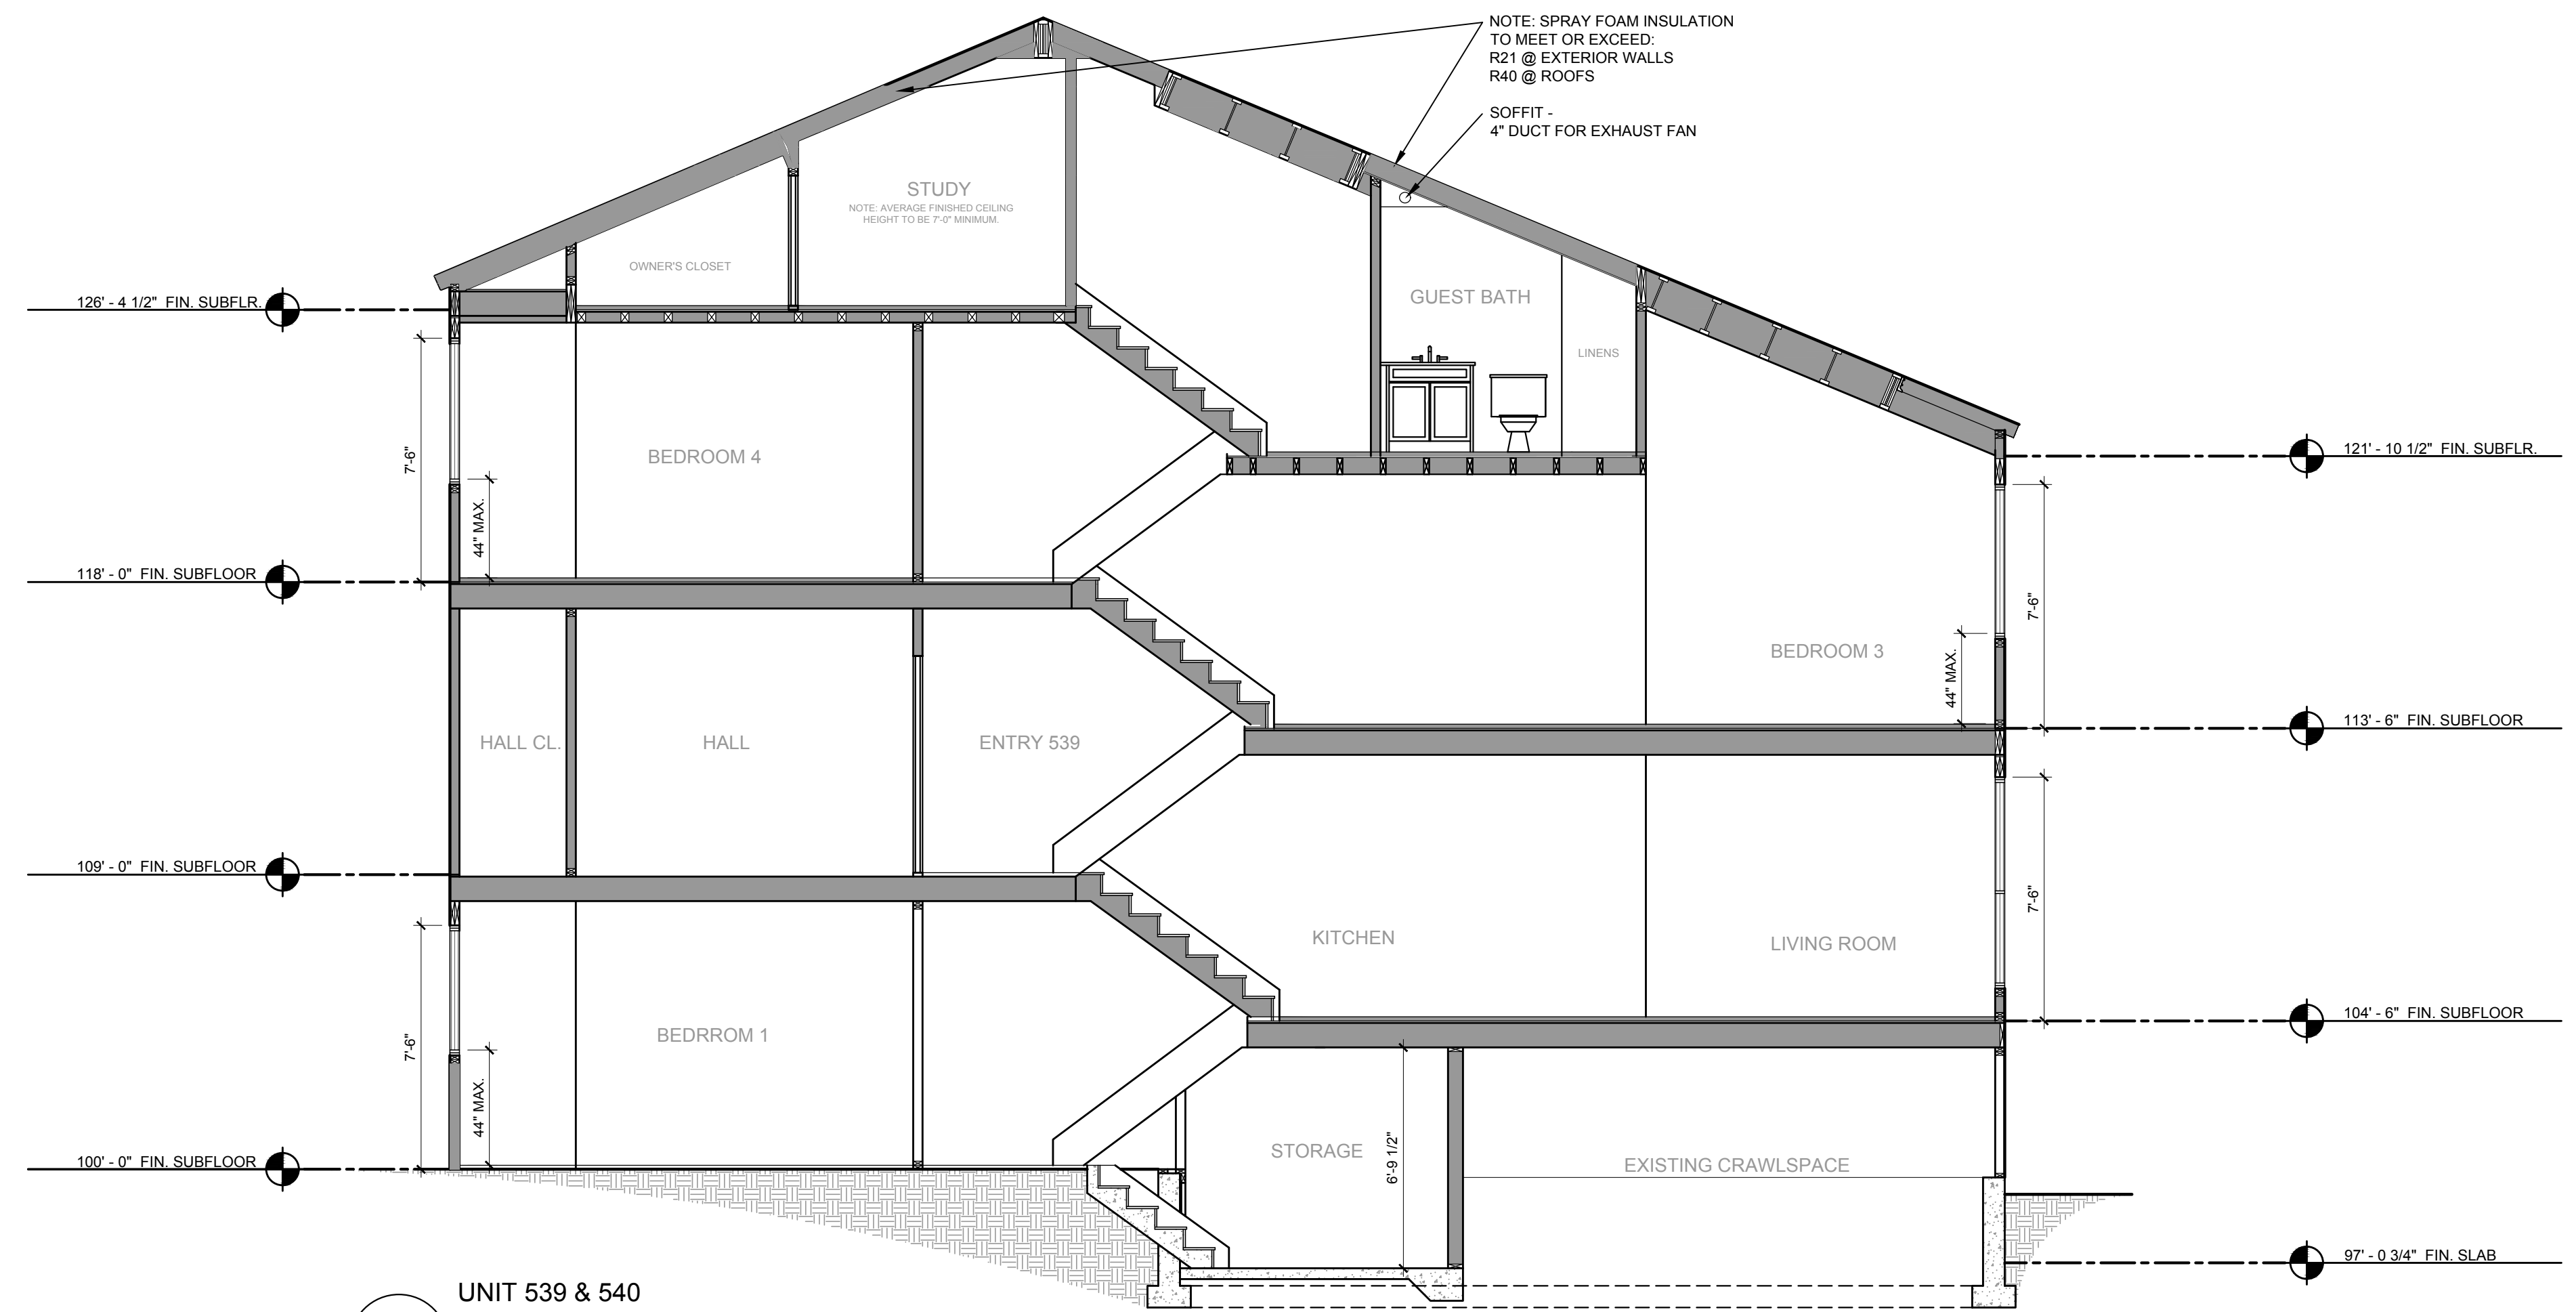 NOTE: SPRAY FOAM INSULATION
TO MEET OR EXCEED:
R21 @ EXTERIOR WALLS
R40 @ ROOFS
SOFFIT -
4" DUCT FOR EXHAUST FAN
STUDY
NOTE: AVERAGE FINISHED CEILING
HEIGHT TO BE 7'-0" MINIMUM.
OWNER'S CLOSET
GUEST BATH
LINENS
126' - 4 1/2" FIN. SUBFLR.
121' - 10 1/2" FIN. SUBFLR.
7'-6"
44" MAX.
BEDROOM 4
118' - 0" FIN. SUBFLOOR
7'-6"
44" MAX.
BEDROOM 3
113' - 6" FIN. SUBFLOOR
HALL CL.
HALL
ENTRY 539
109' - 0" FIN. SUBFLOOR
7'-6"
KITCHEN
LIVING ROOM
104' - 6" FIN. SUBFLOOR
7'-6"
44" MAX.
BEDRROM 1
100' - 0" FIN. SUBFLOOR
STORAGE
6'-9 1/2"
EXISTING CRAWLSPACE
97' - 0 3/4" FIN. SLAB
UNIT 539 & 540